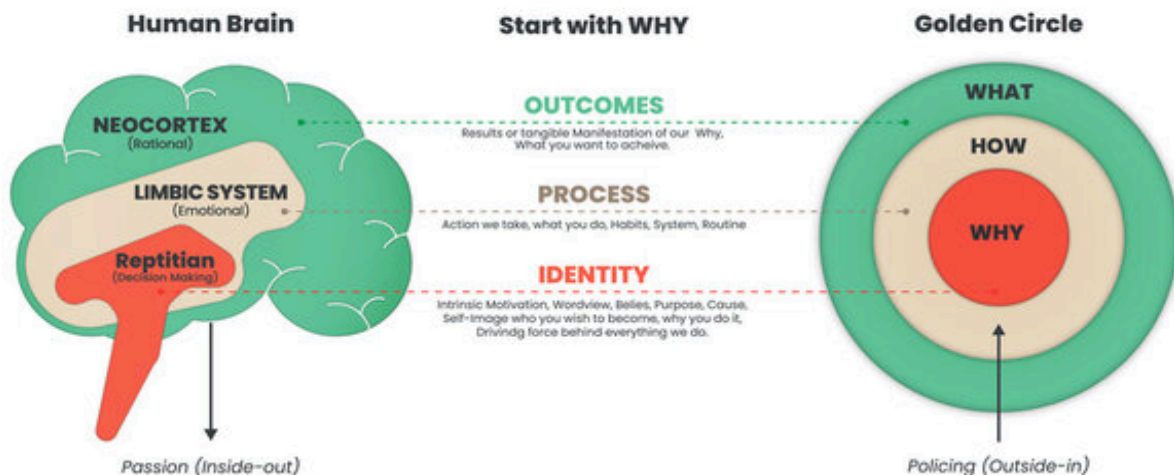 Human Brain
Start with WHY
Golden Circle
NEOCORTEX
(Rational)
OUTCOMES
Results or tangible Manifestation of our Why,
What you want to acheive.
WHAT
HOW
LIMBIC SYSTEM
(Emotional)
PROCESS
Action we take, what you do, Habits, System, Routine
WHY
Reptitian
(Decision Making)
IDENTITY
Intrinsic Motivation, Wordview, Belies, Purpose, Cause,
Self-Image who you wish to become, why you do it,
Drivindg force behind everything we do.
Passion (Inside-out)
Policing (Outside-in)